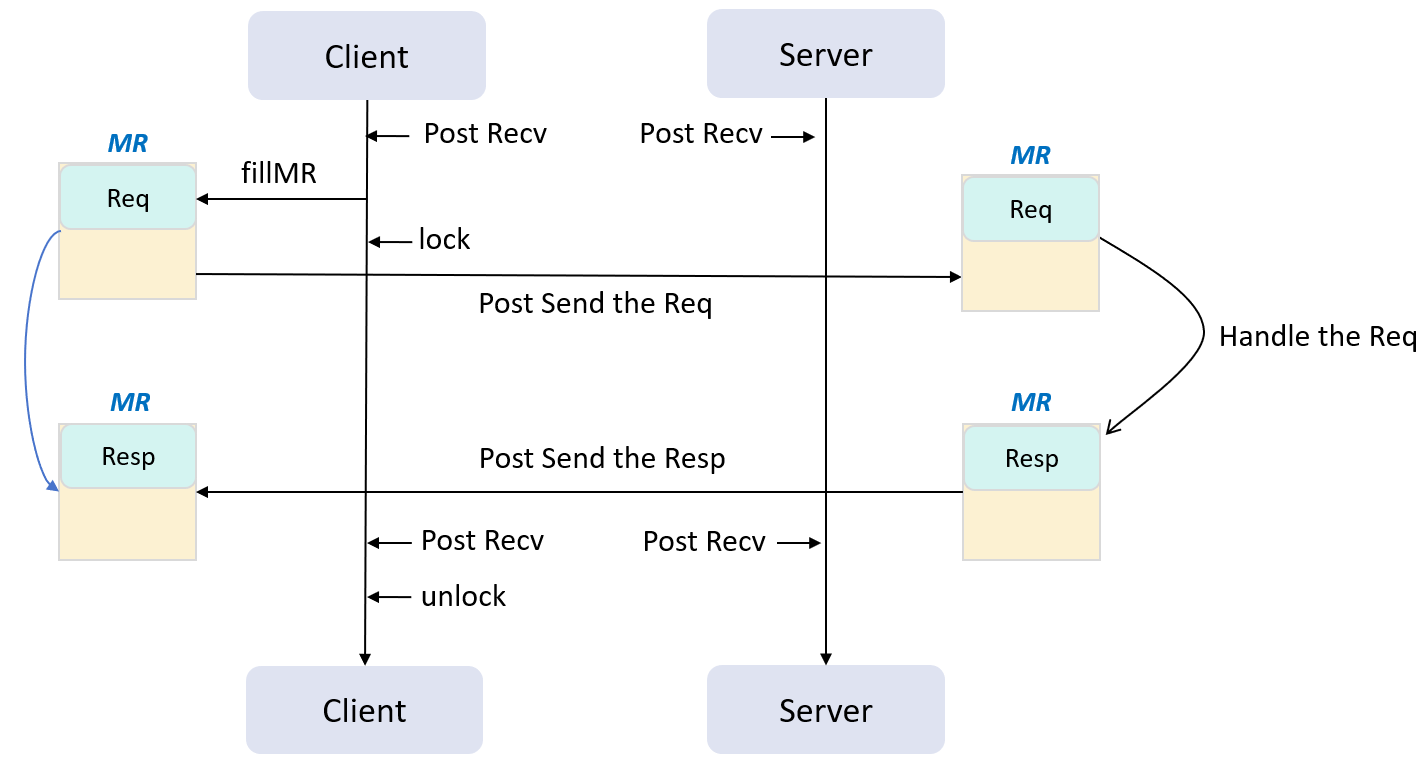 Client
Server
Post Recv
Post Recv
MR
MR
fillMR
Req
Req
lock
Post Send the Req
Handle the Req
MR
MR
Resp
Post Send the Resp
Resp
Post Recv
Post Recv
unlock
Client
Server